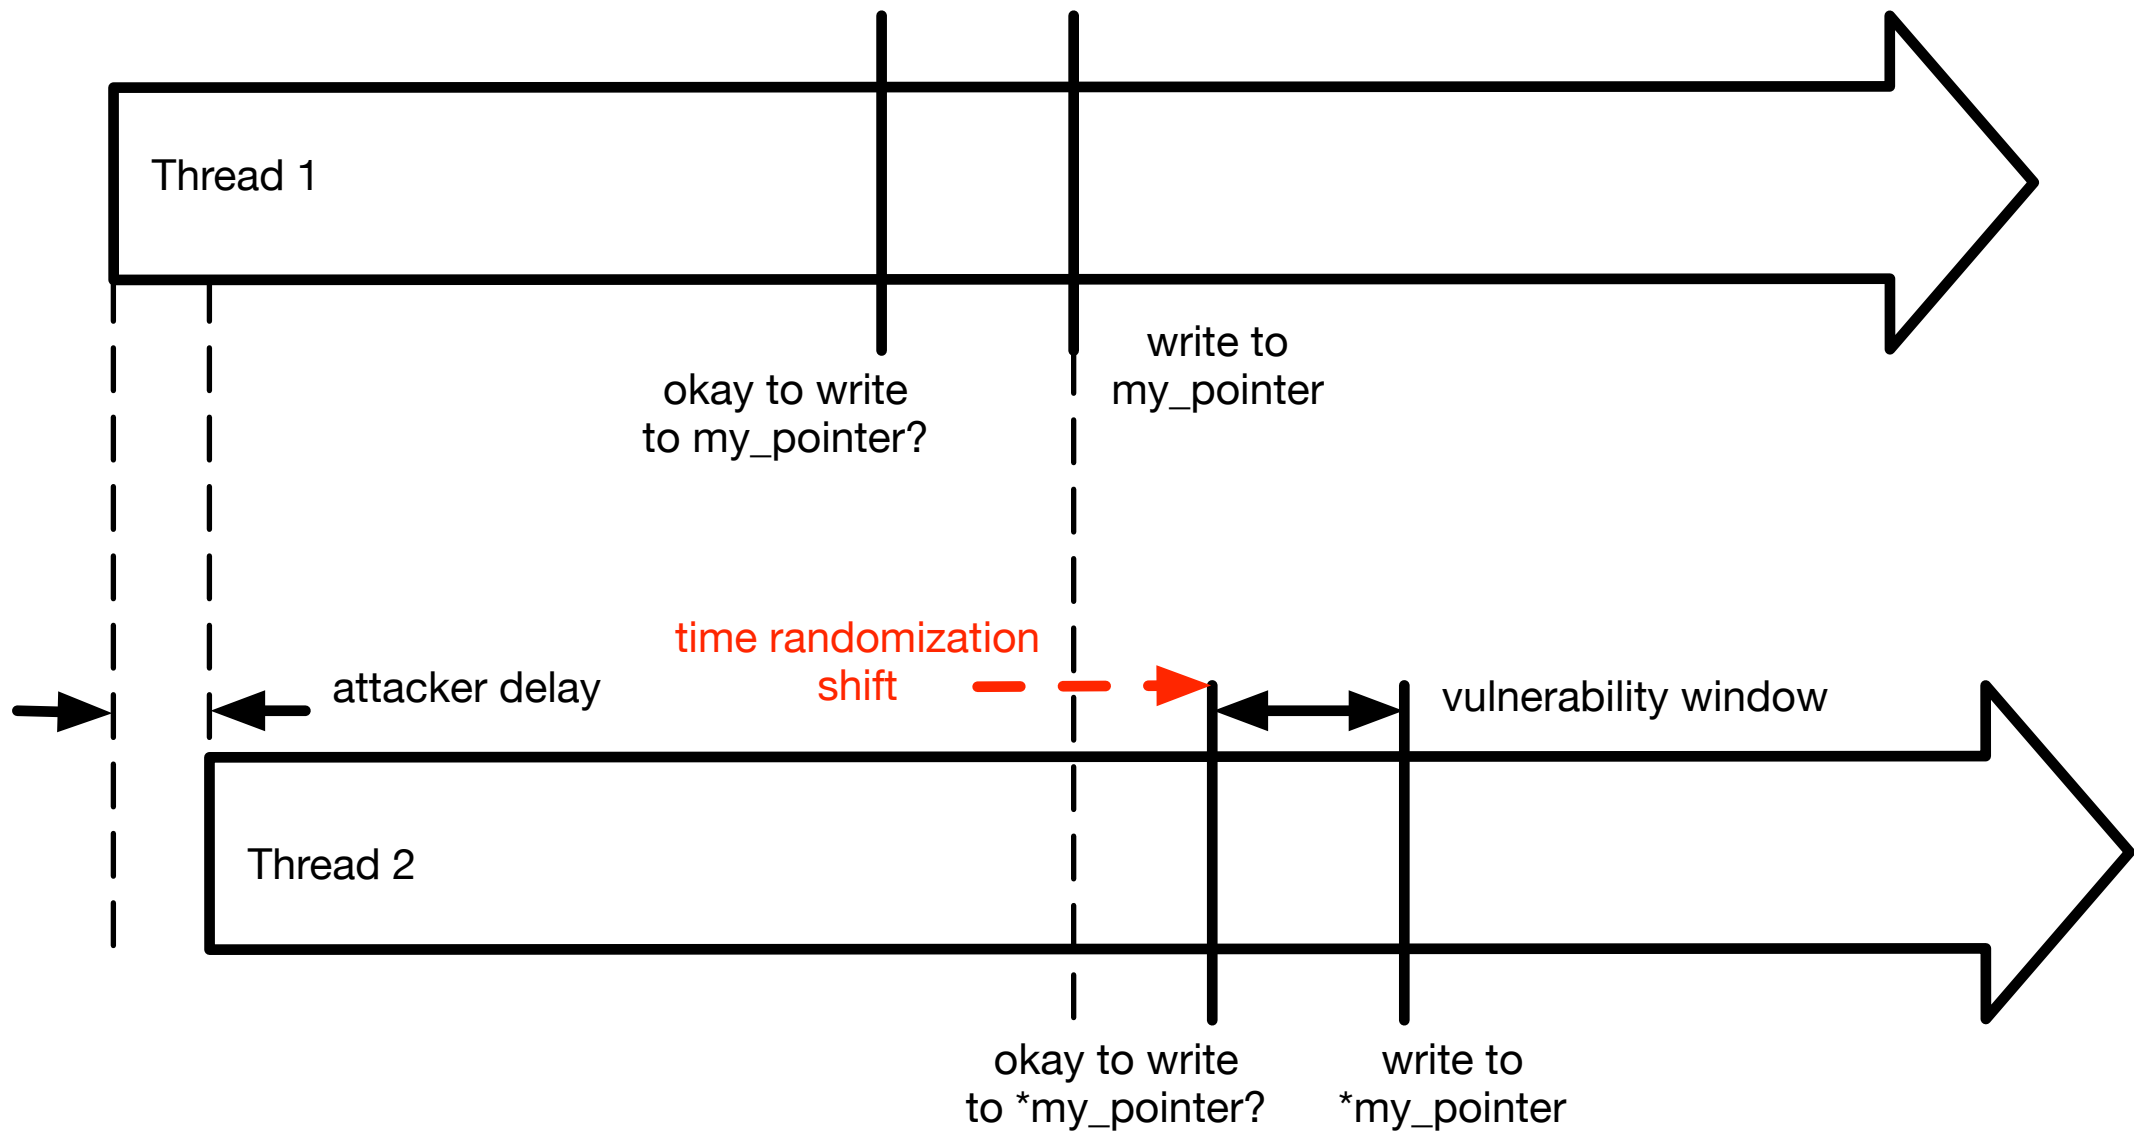 Thread 1
write to
my_pointer
okay to write
to my_pointer?
time randomization
shift
attacker delay
vulnerability window
Thread 2
okay to write
to *my_pointer?
write to
*my_pointer